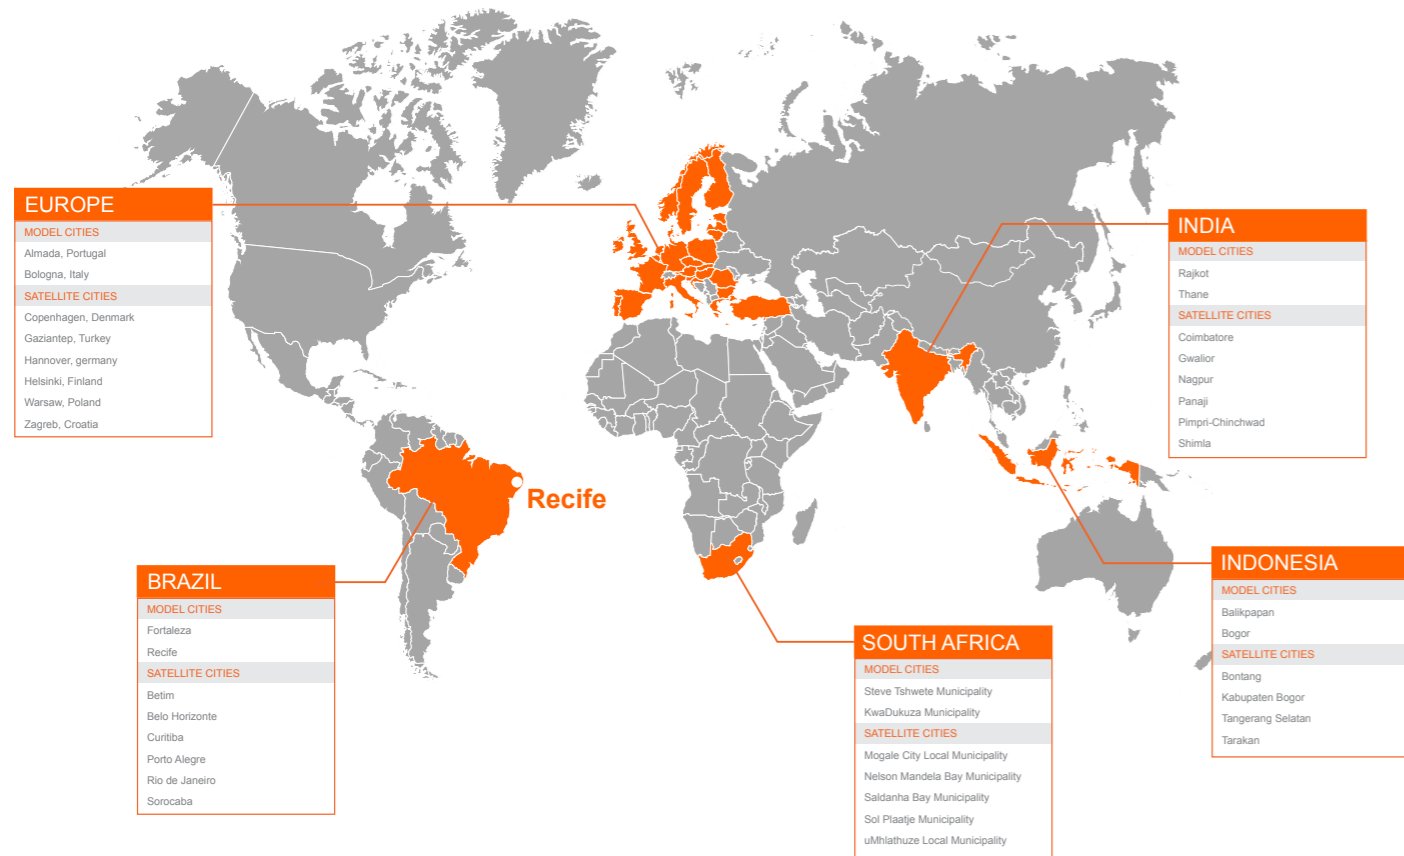 EUROPE
MODEL CITIES
Almada, Portugal
Bologna, Italy
SATELLITE CITIES
Copenhagen, Denmark
Gaziantep, Turkey
Hannover, germany
Helsinki, Finland
Warsaw, Poland
Zagreb, Croatia
INDIA
MODEL CITIES
Rajkot
Thane
SATELLITE CITIES
Coimbatore
Gwalior
Nagpur
Panaji
Pimpri-Chinchwad
Shimla
Recife
BRAZIL
MODEL CITIES
Fortaleza
Recife
SATELLITE CITIES
Betim
Belo Horizonte
Curitiba
Porto Alegre
Rio de Janeiro
Sorocaba
SOUTH AFRICA
MODEL CITIES
Steve Tshwete Municipality
KwaDukuza Municipality
SATELLITE CITIES
Mogale City Local Municipality
Nelson Mandela Bay Municipality
Saldanha Bay Municipality
Sol Plaatje Municipality
uMhlathuze Local Municipality
INDONESIA
MODEL CITIES
Balikpapan
Bogor
SATELLITE CITIES
Bontang
Kabupaten Bogor
Tangerang Selatan
Tarakan